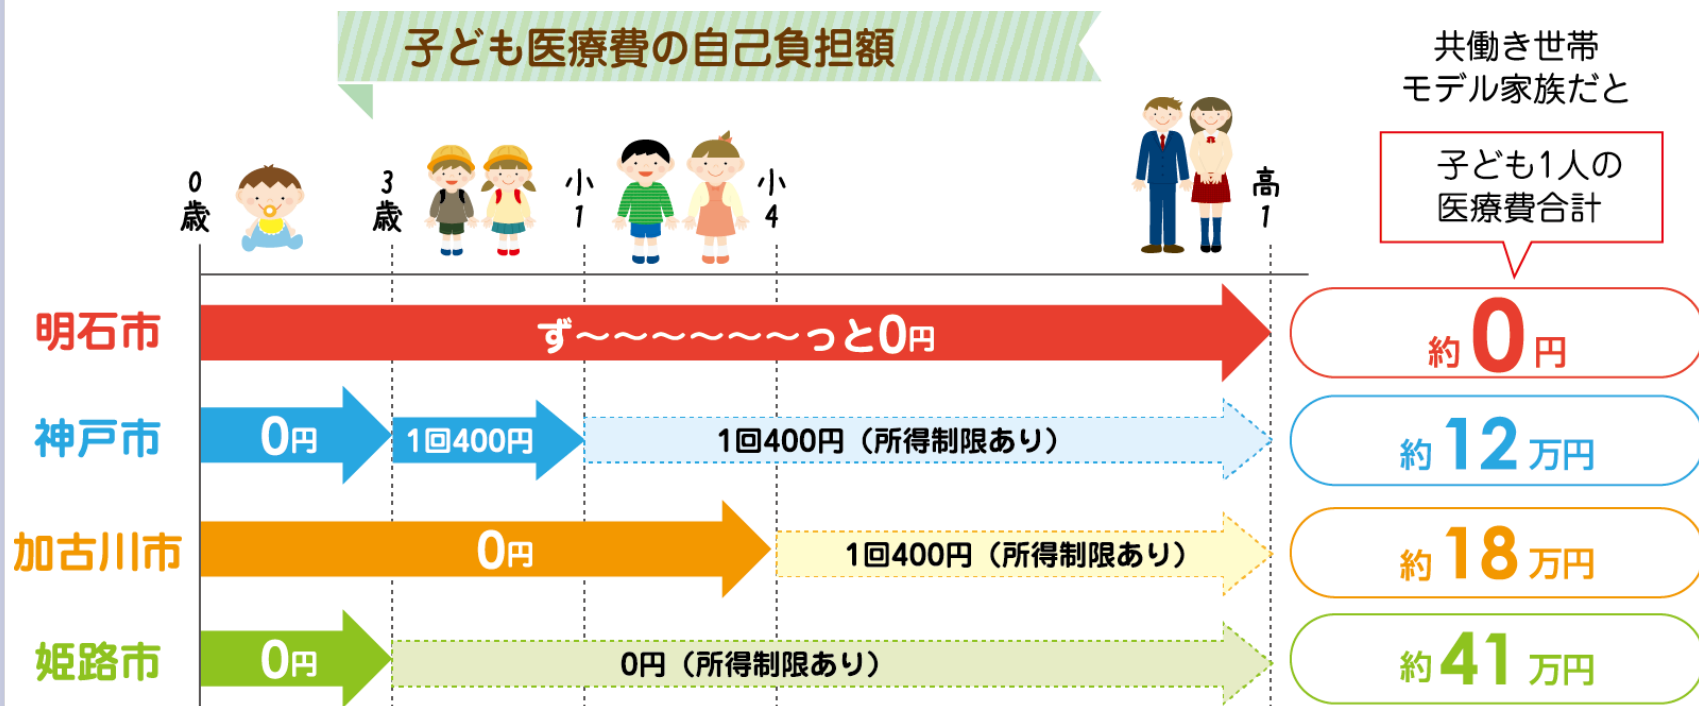 子ども医療費の自己負担額
共働き世帯
モデル家族だと
子ども1人の
医療費合計
0歳
3歳
小1
小4
高1
明石市
ず～～～～～～っと0円
約0円
神戸市
0円
1回400円
1回400円（所得制限あり）
約12万円
加古川市
0円
1回400円（所得制限あり）
約18万円
姫路市
0円
0円（所得制限あり）
約41万円